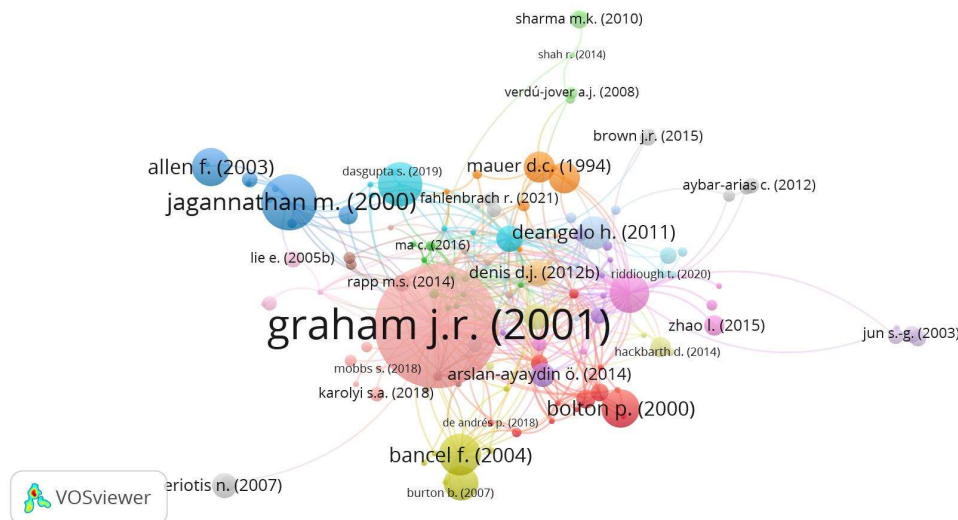 sharma m.k. (2010)
shah r. (2014)
verdú-jover a.j. (2008)
brown j.r. (2015)
allen f. (2003)
dasgupta s. (2019)
mauer d.c. (1994)
aybar-arias c. (2012)
jagannathan m. (2000)
fahlenbrach r. (2021)
deangelo h. (2011)
ma c. (2016)
lie e. (2005b)
denis d.j. (2012b)
riddiough t. (2020)
rapp m.s. (2014)
graham j.r. (2001)
zhao l. (2015)
jun s.-g. (2003)
hackbarth d. (2014)
mobbs s. (2018)
arslan-ayaydin ö. (2014)
karolyi s.a. (2018)
bolton p. (2000)
de andrés p. (2018)
bancel f. (2004)
eriotis n. (2007)
burton b. (2007)
VOSviewer